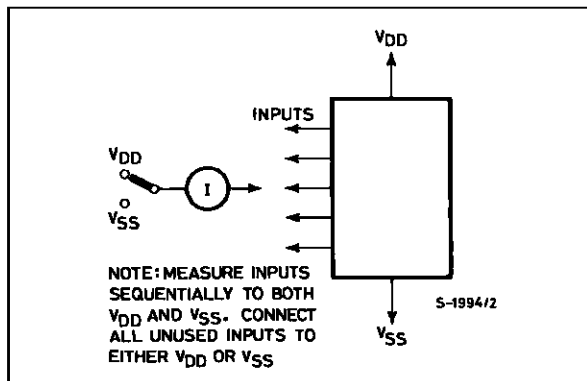 VDD
INPUTS
VDD
I
VSS
NOTE: MEASURE INPUTS
SEQUENTIALLY TO BOTH
VDD AND VSS. CONNECT
ALL UNUSED INPUTS TO
EITHER VDD OR VSS
S-1994/2
VSS